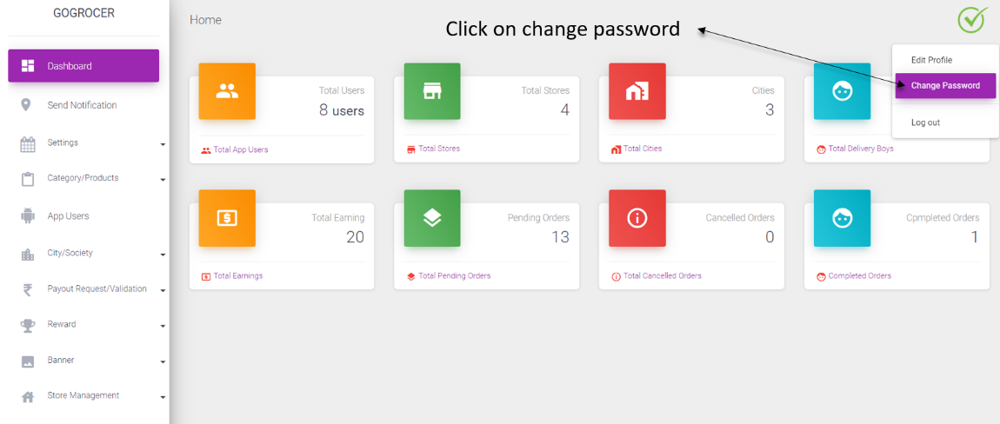 GOGROCER
Dashboard
Send Notification
Settings
Category/Products
App Users
City/Society
Payout Request/Validation
Reward
Banner
Store Management
Home
Click on change password
Edit Profile
Change Password
Log out
Total Users
8 users
Total App Users
Total Stores
4
Total Stores
Cities
3
Total Cities
Total Delivery Boys
Total Earning
20
Total Earnings
Pending Orders
13
Total Pending Orders
Cancelled Orders
0
Total Cancelled Orders
Cpmpleted Orders
1
Completed Orders